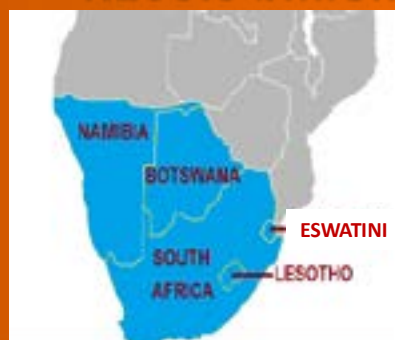 NAMIBIA
BOTSWANA
ESWATINI
SOUTH
AFRICA
LESOTHO